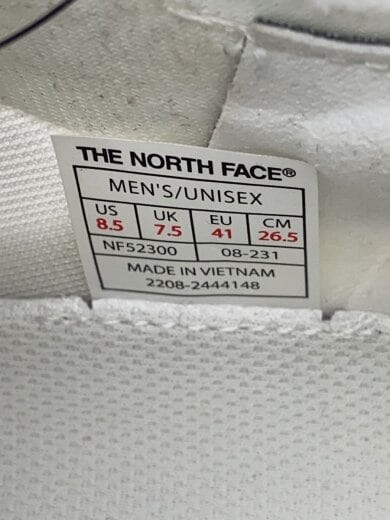 THE NORTH FACE®
MEN'S/UNISEX
US UK EU CM
8.5 7.5 41 26.5
NF52300 08-231
MADE IN VIETNAM
2208-2444148